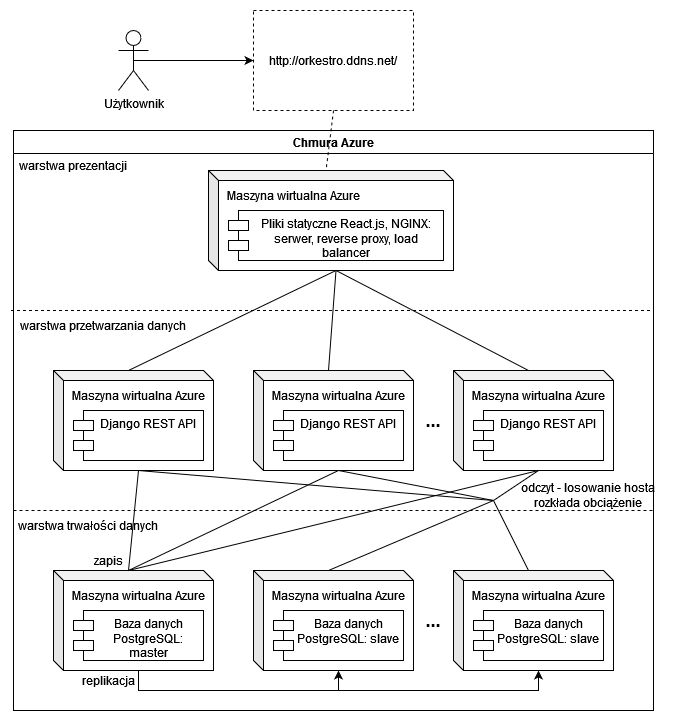 http://orkestro.ddns.net/
Użytkownik
Chmura Azure
warstwa prezentacji
Maszyna wirtualna Azure
Pliki statyczne React.js, NGINX:
serwer, reverse proxy, load
balancer
warstwa przetwarzania danych
Maszyna wirtualna Azure
Django REST API
Maszyna wirtualna Azure
Django REST API
...
Maszyna wirtualna Azure
Django REST API
odczyt - losowanie hosta
rozkłada obciążenie
warstwa trwałości danych
zapis
Maszyna wirtualna Azure
Baza danych
PostgreSQL:
master
Maszyna wirtualna Azure
Baza danych
PostgreSQL: slave
...
Maszyna wirtualna Azure
Baza danych
PostgreSQL: slave
replikacja